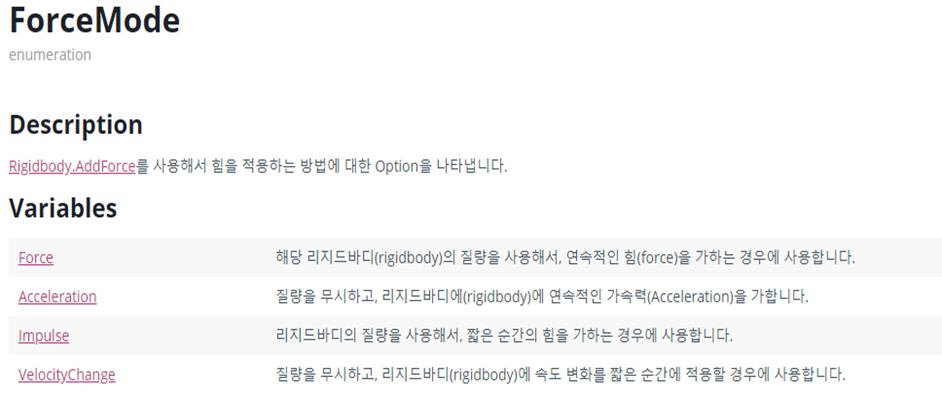 ForceMode
enumeration
Description
Rigidbody.AddForce를 사용해서 힘을 적용하는 방법에 대한 Option을 나타냅니다.
Variables
Force 해당 리지드바디(rigidbody)의 질량을 사용해서, 연속적인 힘(force)을 가하는 경우에 사용합니다.
Acceleration 질량을 무시하고, 리지드바디에(rigidbody)에 연속적인 가속력(Acceleration)을 가합니다.
Impulse 리지드바디의 질량을 사용해서, 짧은 순간의 힘을 가하는 경우에 사용합니다.
VelocityChange 질량을 무시하고, 리지드바디(rigidbody)에 속도 변화를 짧은 순간에 적용할 경우에 사용합니다.